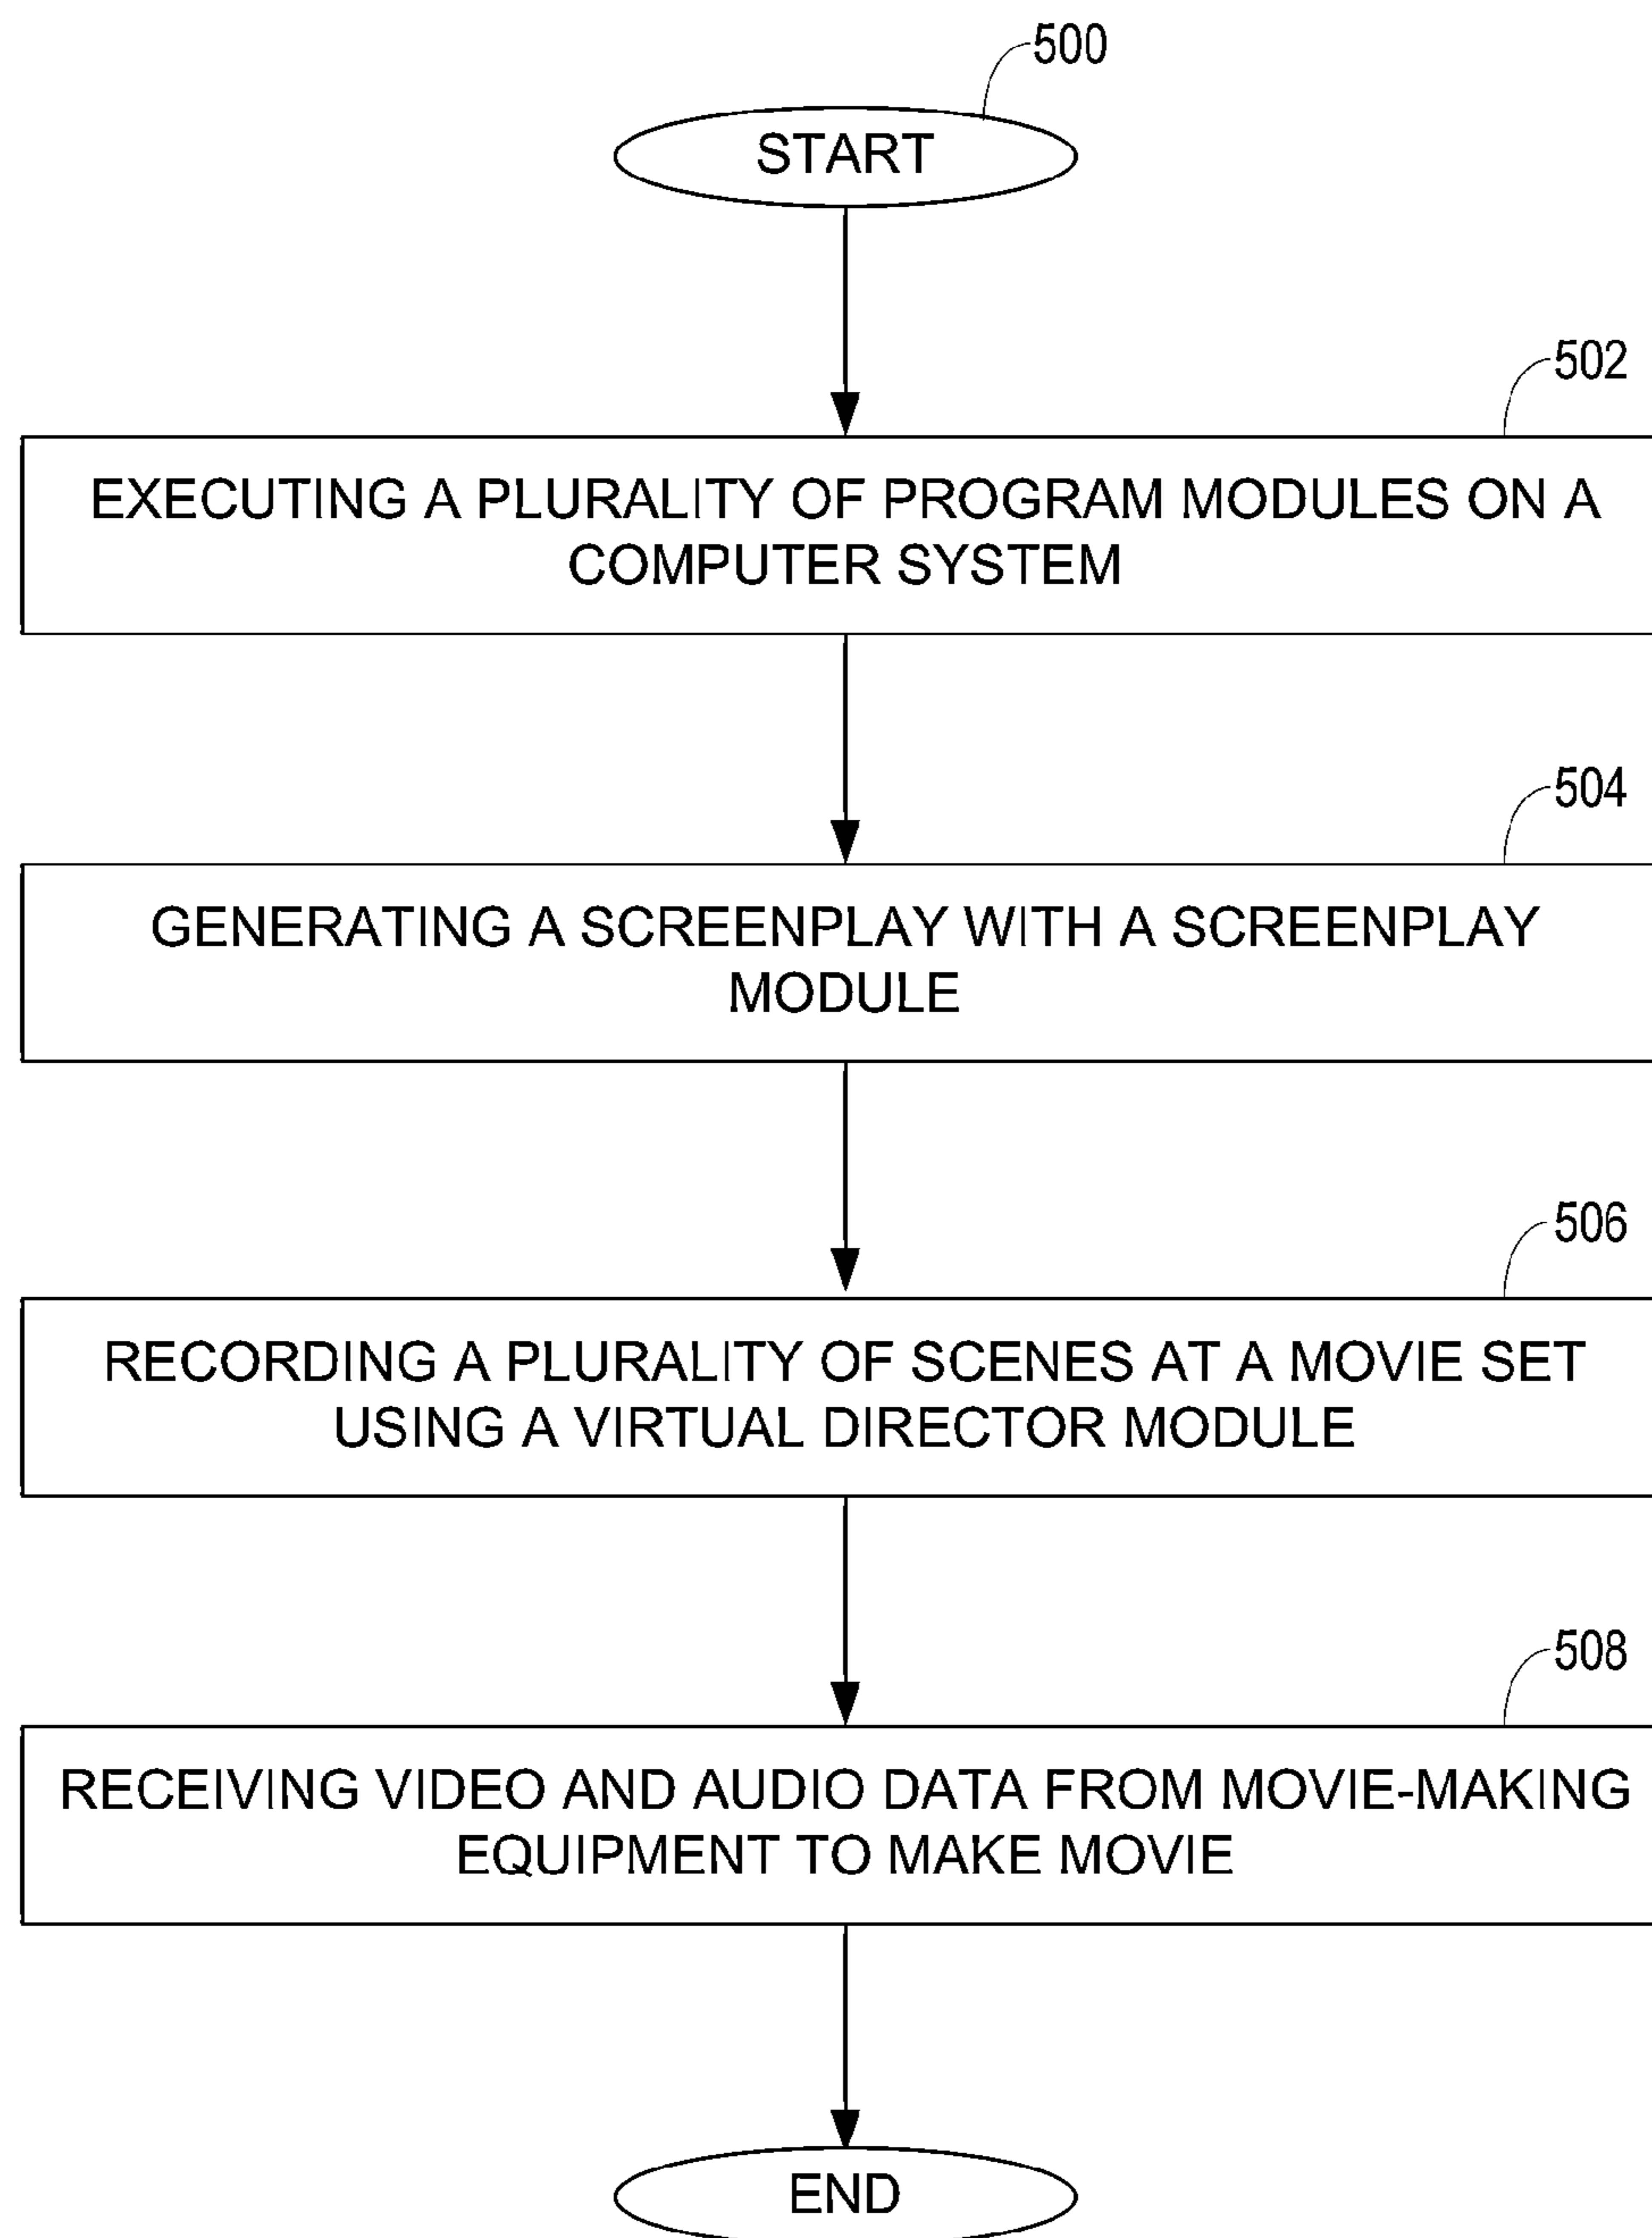 500
START
502
EXECUTING A PLURALITY OF PROGRAM MODULES ON A
COMPUTER SYSTEM
504
GENERATING A SCREENPLAY WITH A SCREENPLAY
MODULE
506
RECORDING A PLURALITY OF SCENES AT A MOVIE SET
USING A VIRTUAL DIRECTOR MODULE
508
RECEIVING VIDEO AND AUDIO DATA FROM MOVIE-MAKING
EQUIPMENT TO MAKE MOVIE
END